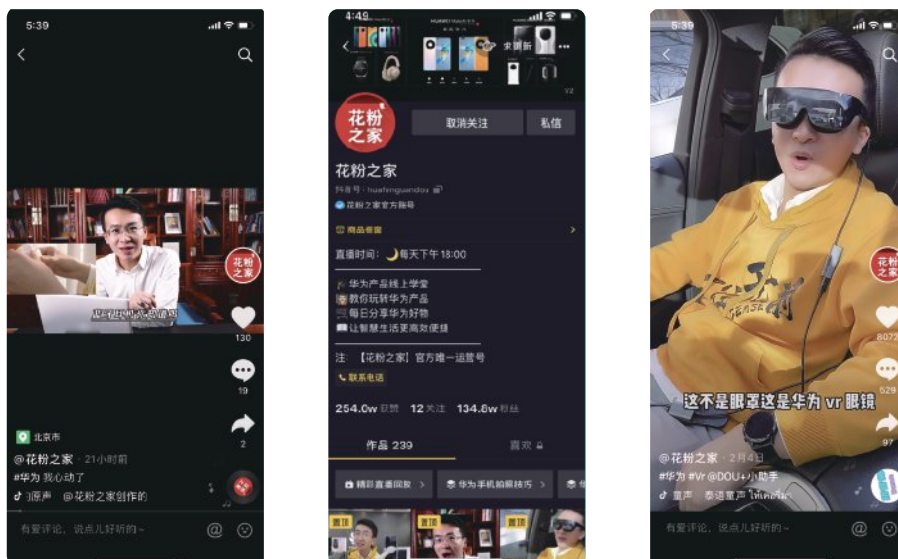 5:39
花粉
之家
130
19
2
北京市
@花粉之家 · 21小时前
#华为 我心动了
@花粉之家创作的
有爱评论，说点儿好听的~
4:49
求更新
花粉
之家
取消关注
私信
花粉之家
抖音号：huafenguandou
花粉之家官方账号
商品橱窗
直播时间：🌙每天下午18:00
华为产品线上学堂
教你玩转华为产品
每日分享华为好物
让智慧生活更高效便捷
注：【花粉之家】官方唯一运营号
联系电话
254.0w 获赞 12 关注 134.8w 粉丝
作品 239
喜欢
精彩直播回放 >
华为手机拍照技巧 >
置顶
置顶
置顶
5:39
花粉
之家
8072
529
97
这不是眼罩这是华为 vr 眼镜
@花粉之家 · 2月4日
#华为 #Vr @DOU+小助手
有爱评论，说点儿好听的~